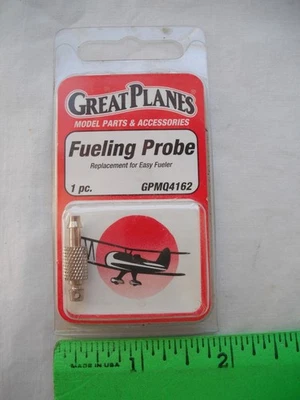 GREAT PLANES
MODEL PARTS & ACCESSORIES
Fueling Probe
Replacement for Easy Fueler
1 pc. GPMQ4162
MADE IN USA 1 2